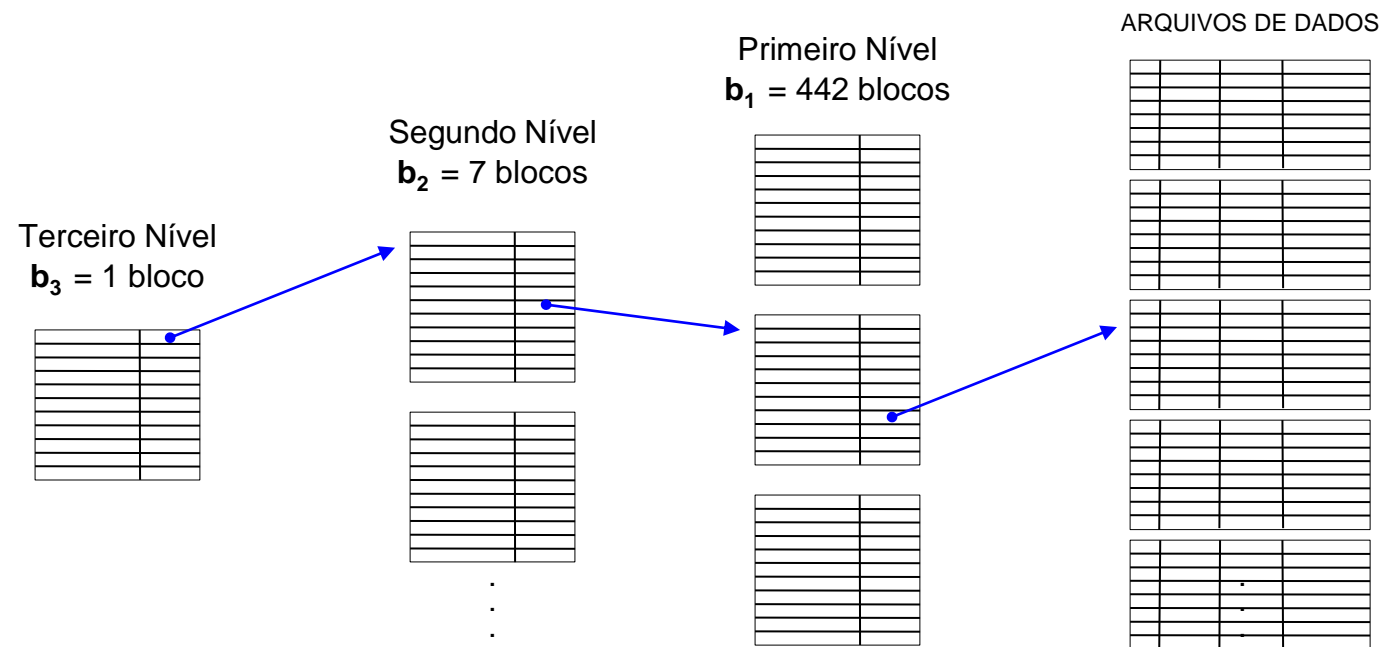 ARQUIVOS DE DADOS
Primeiro Nível
b1 = 442 blocos
Segundo Nível
b2 = 7 blocos
Terceiro Nível
b3 = 1 bloco